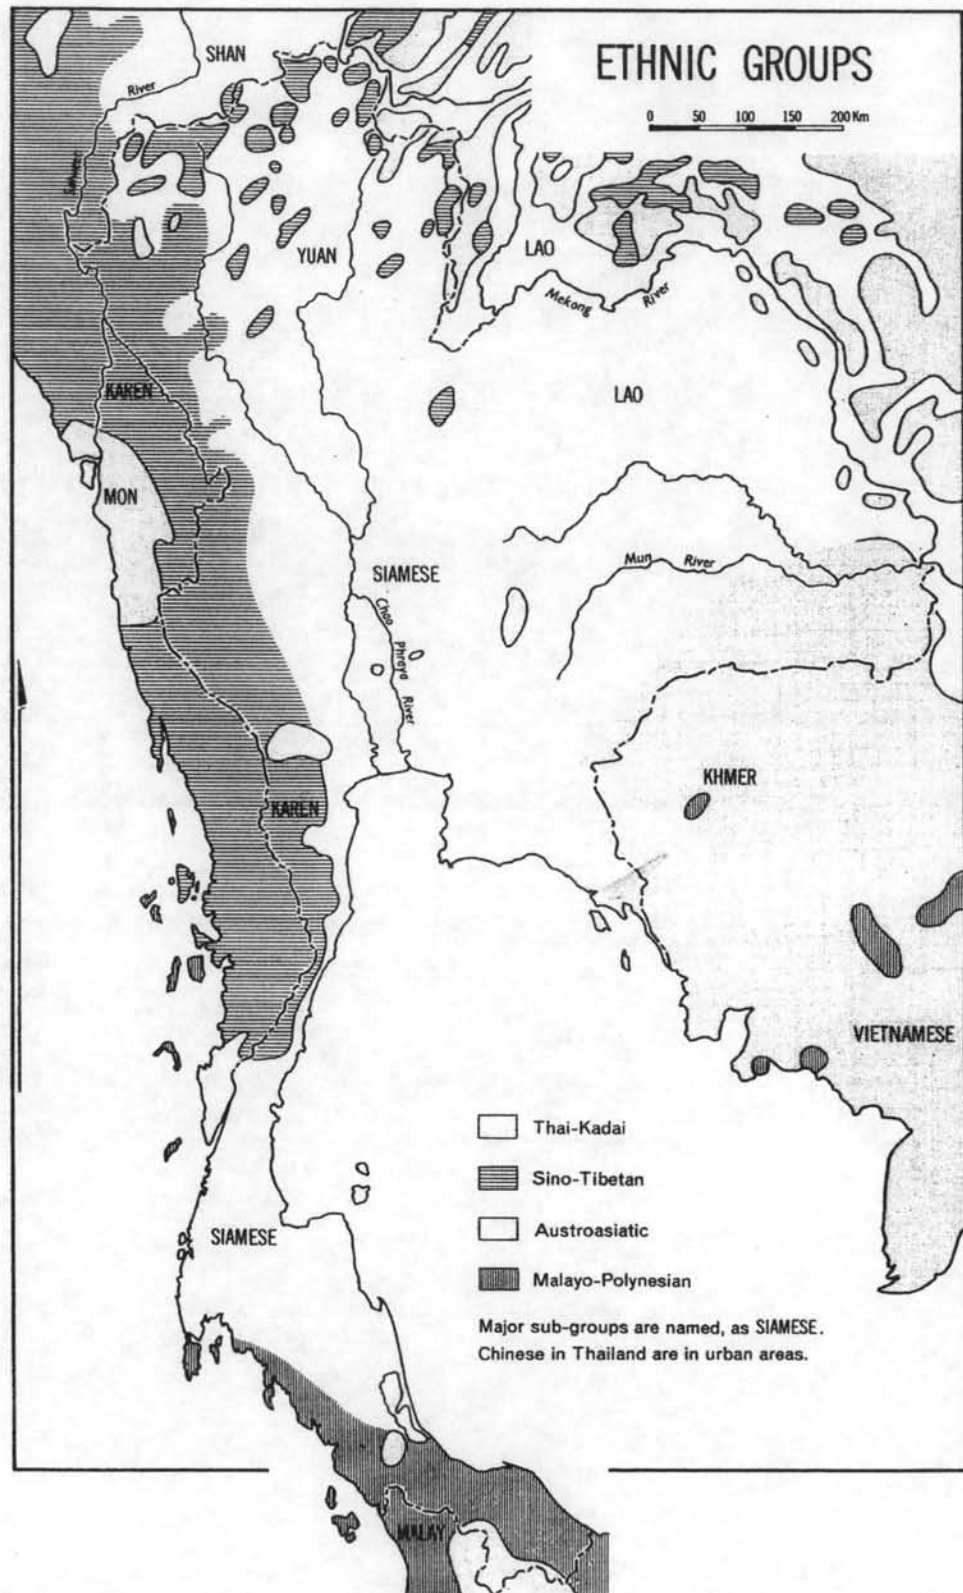 ETHNIC GROUPS
0 50 100 150 200 Km
SHAN
River
Salween
YUAN
LAO
Mekong River
KAREN
LAO
MON
SIAMESE
Mun River
Chao Phraya River
KHMER
KAREN
VIETNAMESE
Thai-Kadai
Sino-Tibetan
SIAMESE
Austroasiatic
Malayo-Polynesian
Major sub-groups are named, as SIAMESE.
Chinese in Thailand are in urban areas.
MALAY